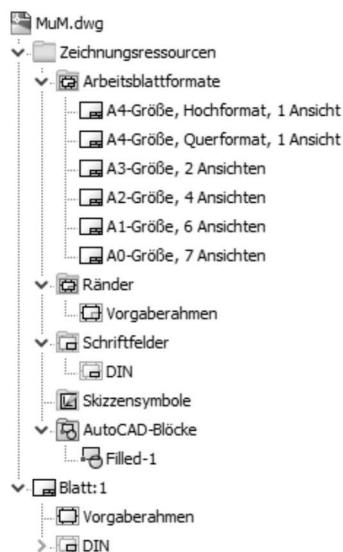 MuM.dwg
Zeichnungsressourcen
Arbeitsblattformate
A4-Größe, Hochformat, 1 Ansicht
A4-Größe, Querformat, 1 Ansicht
A3-Größe, 2 Ansichten
A2-Größe, 4 Ansichten
A1-Größe, 6 Ansichten
A0-Größe, 7 Ansichten
Ränder
Vorgaberahmen
Schriftfelder
DIN
Skizzensymbole
AutoCAD-Blöcke
Filled-1
Blatt:1
Vorgaberahmen
DIN